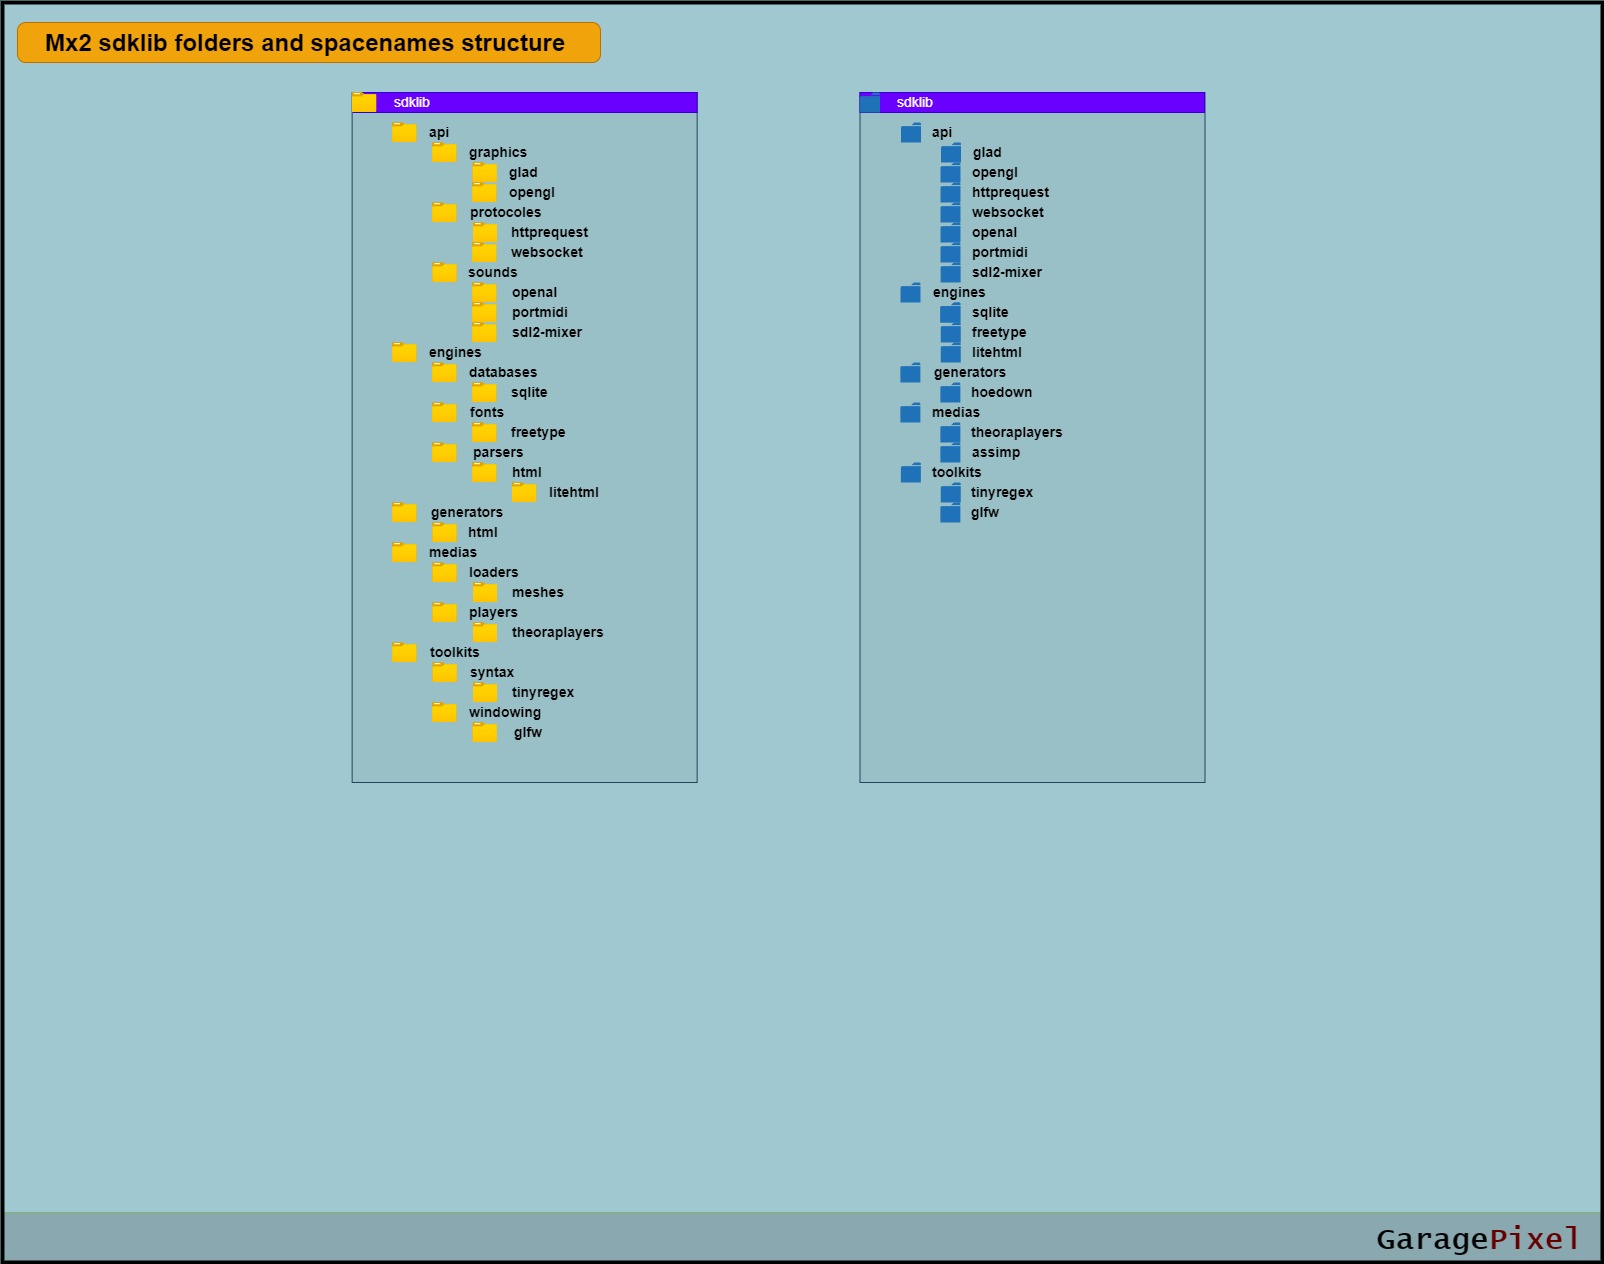 Mx2 sdklib folders and spacenames structure
sdklib
api
graphics
glad
opengl
protocoles
httprequest
websocket
sounds
openal
portmidi
sdl2-mixer
engines
databases
sqlite
fonts
freetype
parsers
html
litehtml
generators
html
medias
loaders
meshes
players
theoraplayers
toolkits
syntax
tinyregex
windowing
glfw
sdklib
api
glad
opengl
httprequest
websocket
openal
portmidi
sdl2-mixer
engines
sqlite
freetype
litehtml
generators
hoedown
medias
theoraplayers
assimp
toolkits
tinyregex
glfw
GaragePixel